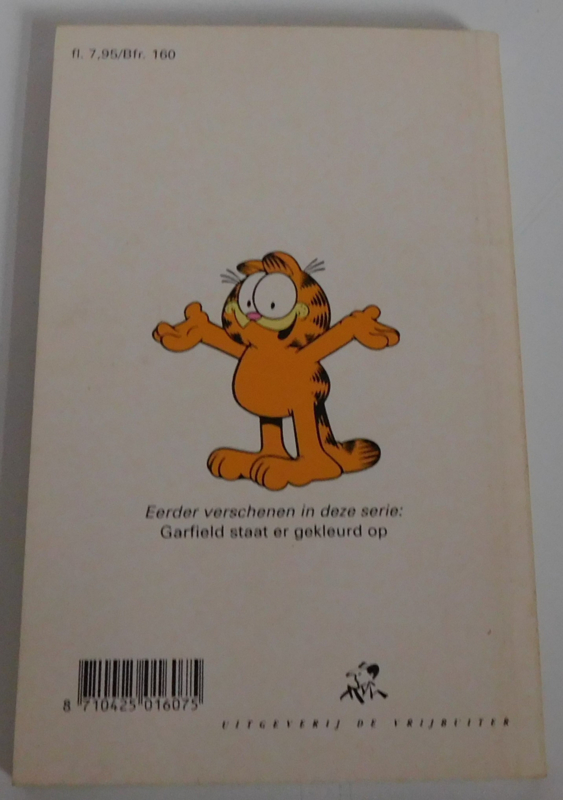 fl. 7,95/Bfr. 160
Eerder verschenen in deze serie:
Garfield staat er gekleurd op
8 710425 016075
UITGEVERIJ DE VRIJBUITER